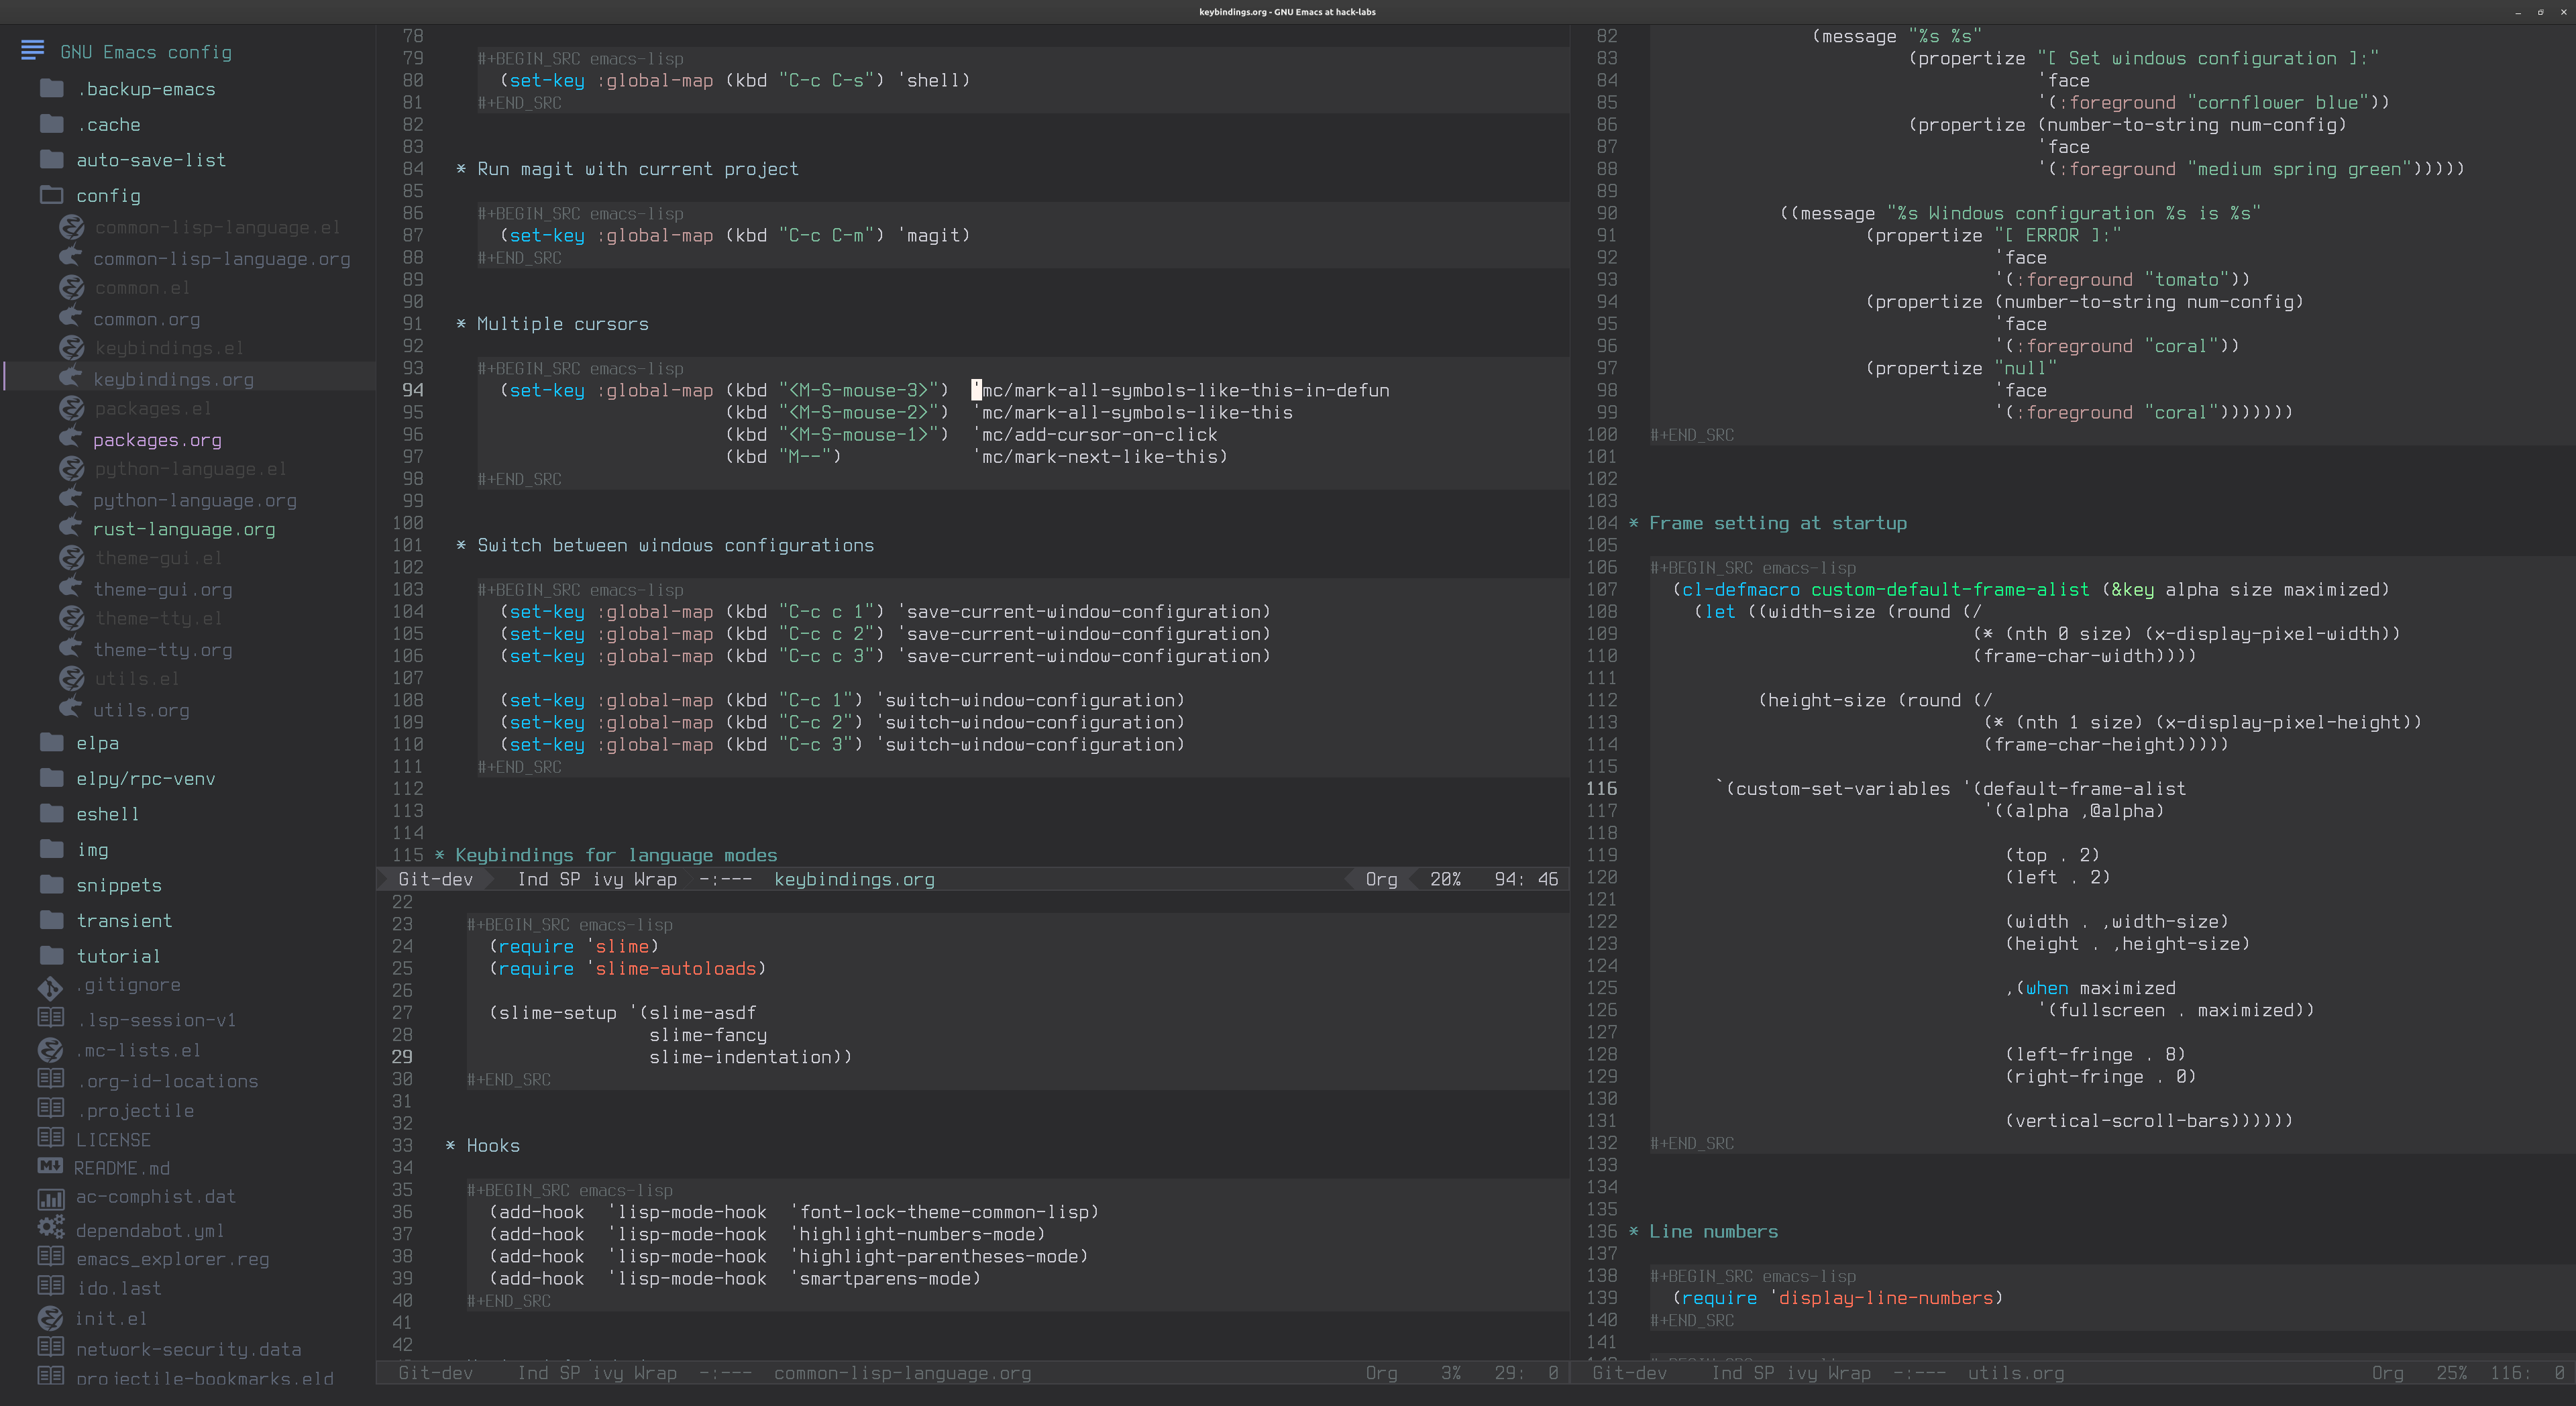 keybindings.org - GNU Emacs at hack-labs
GNU Emacs config
.backup-emacs
.cache
auto-save-list
config
common-lisp-language.el
common-lisp-language.org
common.el
common.org
keybindings.el
keybindings.org
packages.el
packages.org
python-language.el
python-language.org
rust-language.org
theme-gui.el
theme-gui.org
theme-tty.el
theme-tty.org
utils.el
utils.org
elpa
elpy/rpc-venv
eshell
img
snippets
transient
tutorial
.gitignore
.lsp-session-v1
.mc-lists.el
.org-id-locations
.projectile
LICENSE
README.md
ac-comphist.dat
dependabot.yml
emacs_explorer.reg
ido.last
init.el
network-security.data
projectile-bookmarks.eld
78
79 #+BEGIN_SRC emacs-lisp
80 (set-key :global-map (kbd "C-c C-s") 'shell)
81 #+END_SRC
82
83
84 * Run magit with current project
85
86 #+BEGIN_SRC emacs-lisp
87 (set-key :global-map (kbd "C-c C-m") 'magit)
88 #+END_SRC
89
90
91 * Multiple cursors
92
93 #+BEGIN_SRC emacs-lisp
94 (set-key :global-map (kbd "<M-S-mouse-3>") 'mc/mark-all-symbols-like-this-in-defun
95 (kbd "<M-S-mouse-2>") 'mc/mark-all-symbols-like-this
96 (kbd "<M-S-mouse-1>") 'mc/add-cursor-on-click
97 (kbd "M--") 'mc/mark-next-like-this)
98 #+END_SRC
99
100
101 * Switch between windows configurations
102
103 #+BEGIN_SRC emacs-lisp
104 (set-key :global-map (kbd "C-c c 1") 'save-current-window-configuration)
105 (set-key :global-map (kbd "C-c c 2") 'save-current-window-configuration)
106 (set-key :global-map (kbd "C-c c 3") 'save-current-window-configuration)
107
108 (set-key :global-map (kbd "C-c 1") 'switch-window-configuration)
109 (set-key :global-map (kbd "C-c 2") 'switch-window-configuration)
110 (set-key :global-map (kbd "C-c 3") 'switch-window-configuration)
111 #+END_SRC
112
113
114
115 * Keybindings for language modes
Git-dev Ind SP ivy Wrap -:--- keybindings.org Org 20% 94: 46
22
23 #+BEGIN_SRC emacs-lisp
24 (require 'slime)
25 (require 'slime-autoloads)
26
27 (slime-setup '(slime-asdf
28 slime-fancy
29 slime-indentation))
30 #+END_SRC
31
32
33 * Hooks
34
35 #+BEGIN_SRC emacs-lisp
36 (add-hook 'lisp-mode-hook 'font-lock-theme-common-lisp)
37 (add-hook 'lisp-mode-hook 'highlight-numbers-mode)
38 (add-hook 'lisp-mode-hook 'highlight-parentheses-mode)
39 (add-hook 'lisp-mode-hook 'smartparens-mode)
40 #+END_SRC
41
42
Git-dev Ind SP ivy Wrap -:--- common-lisp-language.org Org 3% 29: 0
82 (message "%s %s"
83 (propertize "[ Set windows configuration ]:"
84 'face
85 '(:foreground "cornflower blue"))
86 (propertize (number-to-string num-config)
87 'face
88 '(:foreground "medium spring green")))))
89
90 ((message "%s Windows configuration %s is %s"
91 (propertize "[ ERROR ]:"
92 'face
93 '(:foreground "tomato"))
94 (propertize (number-to-string num-config)
95 'face
96 '(:foreground "coral"))
97 (propertize "null"
98 'face
99 '(:foreground "coral")))))))
100 #+END_SRC
101
102
103
104 * Frame setting at startup
105
106 #+BEGIN_SRC emacs-lisp
107 (cl-defmacro custom-default-frame-alist (&key alpha size maximized)
108 (let ((width-size (round (/
109 (* (nth 0 size) (x-display-pixel-width))
110 (frame-char-width))))
111
112 (height-size (round (/
113 (* (nth 1 size) (x-display-pixel-height))
114 (frame-char-height)))))
115
116 `(custom-set-variables '(default-frame-alist
117 '((alpha ,@alpha)
118
119 (top . 2)
120 (left . 2)
121
122 (width . ,width-size)
123 (height . ,height-size)
124
125 ,(when maximized
126 '(fullscreen . maximized))
127
128 (left-fringe . 8)
129 (right-fringe . 0)
130
131 (vertical-scroll-bars))))))
132 #+END_SRC
133
134
135
136 * Line numbers
137
138 #+BEGIN_SRC emacs-lisp
139 (require 'display-line-numbers)
140 #+END_SRC
141
Git-dev Ind SP ivy Wrap -:--- utils.org Org 25% 116: 0